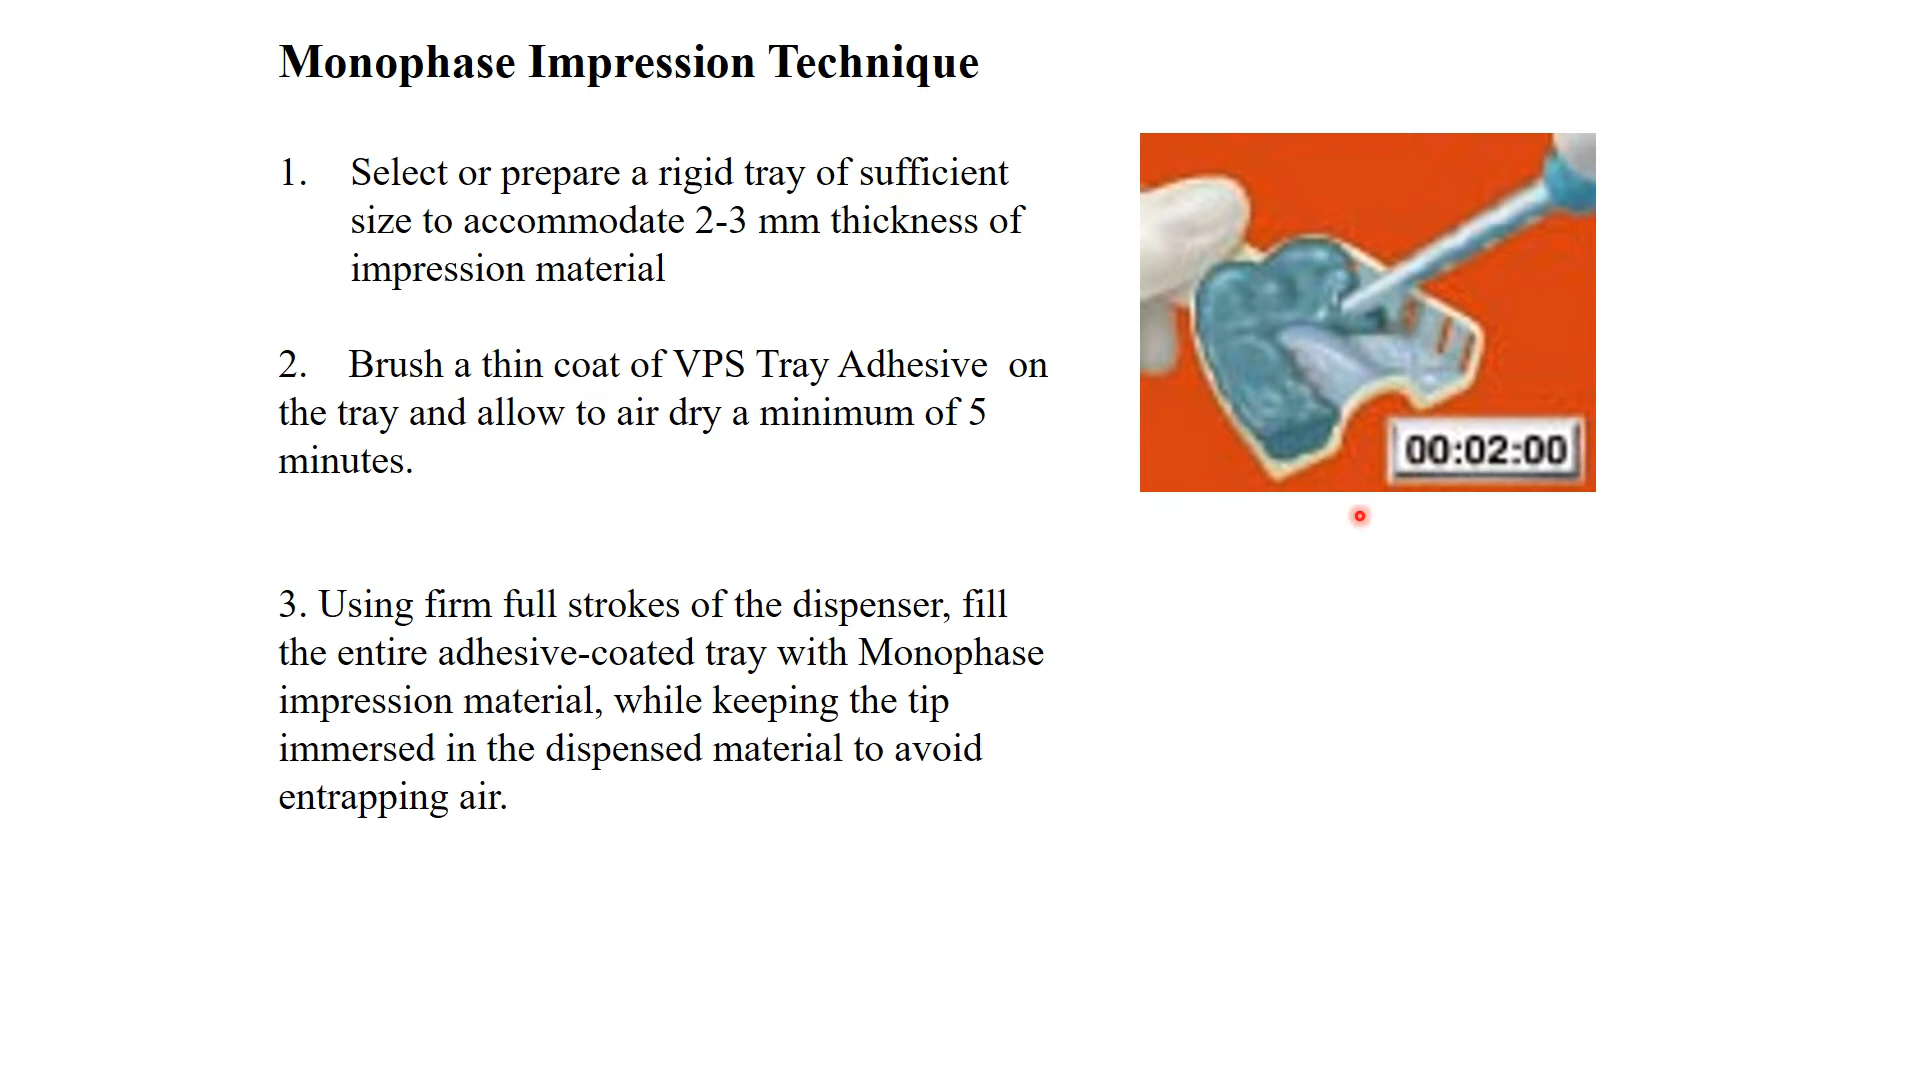 Monophase Impression Technique
1. Select or prepare a rigid tray of sufficient
size to accommodate 2-3 mm thickness of
impression material
2. Brush a thin coat of VPS Tray Adhesive on
the tray and allow to air dry a minimum of 5
minutes.
3. Using firm full strokes of the dispenser, fill
the entire adhesive-coated tray with Monophase
impression material, while keeping the tip
immersed in the dispensed material to avoid
entrapping air.
00:02:00